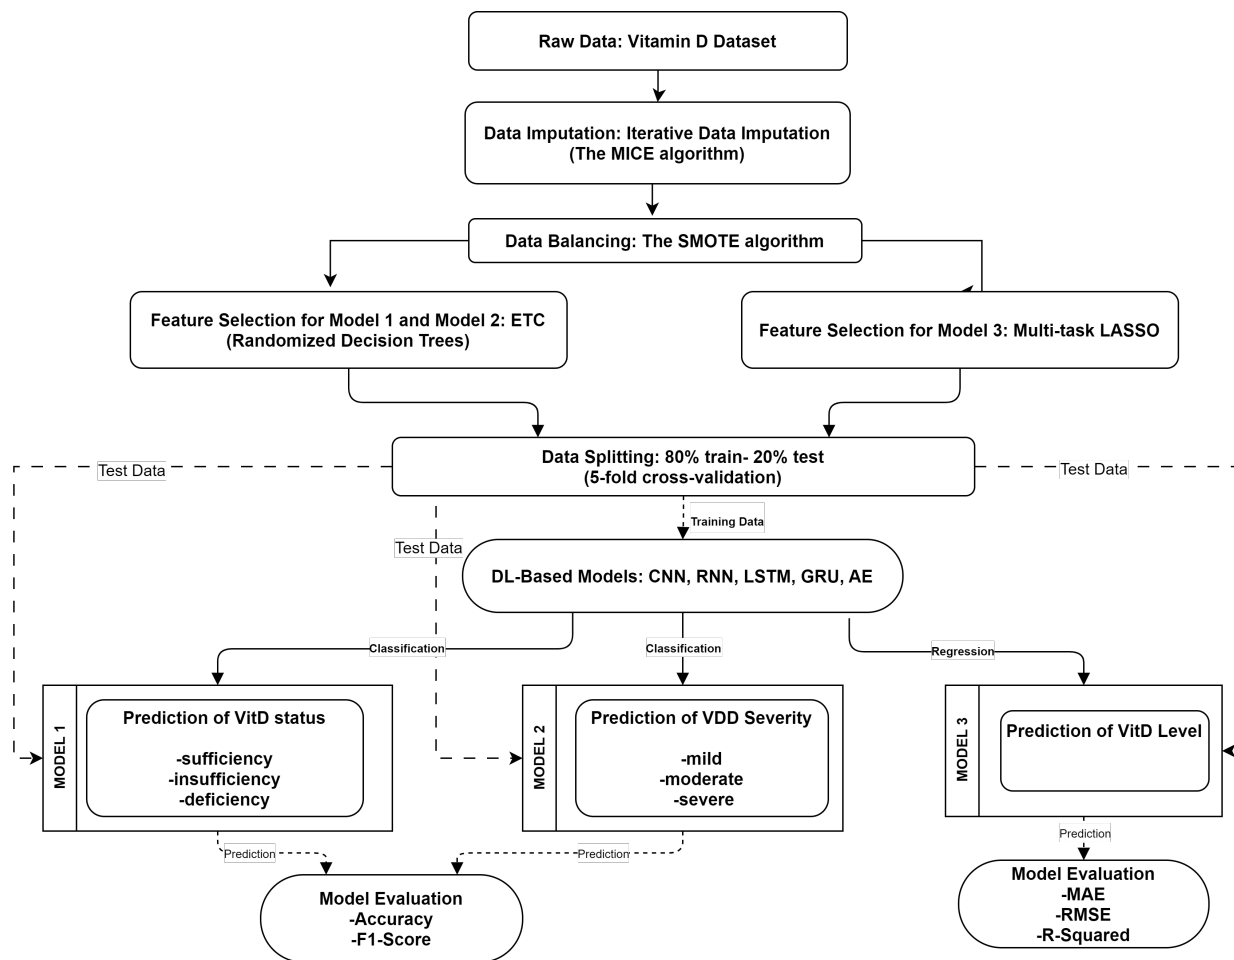 Raw Data: Vitamin D Dataset
Data Imputation: Iterative Data Imputation
(The MICE algorithm)
Data Balancing: The SMOTE algorithm
Feature Selection for Model 1 and Model 2: ETC
(Randomized Decision Trees)
Feature Selection for Model 3: Multi-task LASSO
Data Splitting: 80% train- 20% test
(5-fold cross-validation)
Test Data
Test Data
Training Data
Test Data
DL-Based Models: CNN, RNN, LSTM, GRU, AE
Classification
Classification
Regression
MODEL 1
Prediction of VitD status
-sufficiency
-insufficiency
-deficiency
MODEL 2
Prediction of VDD Severity
-mild
-moderate
-severe
MODEL 3
Prediction of VitD Level
Prediction
Prediction
Prediction
Model Evaluation
-Accuracy
-F1-Score
Model Evaluation
-MAE
-RMSE
-R-Squared